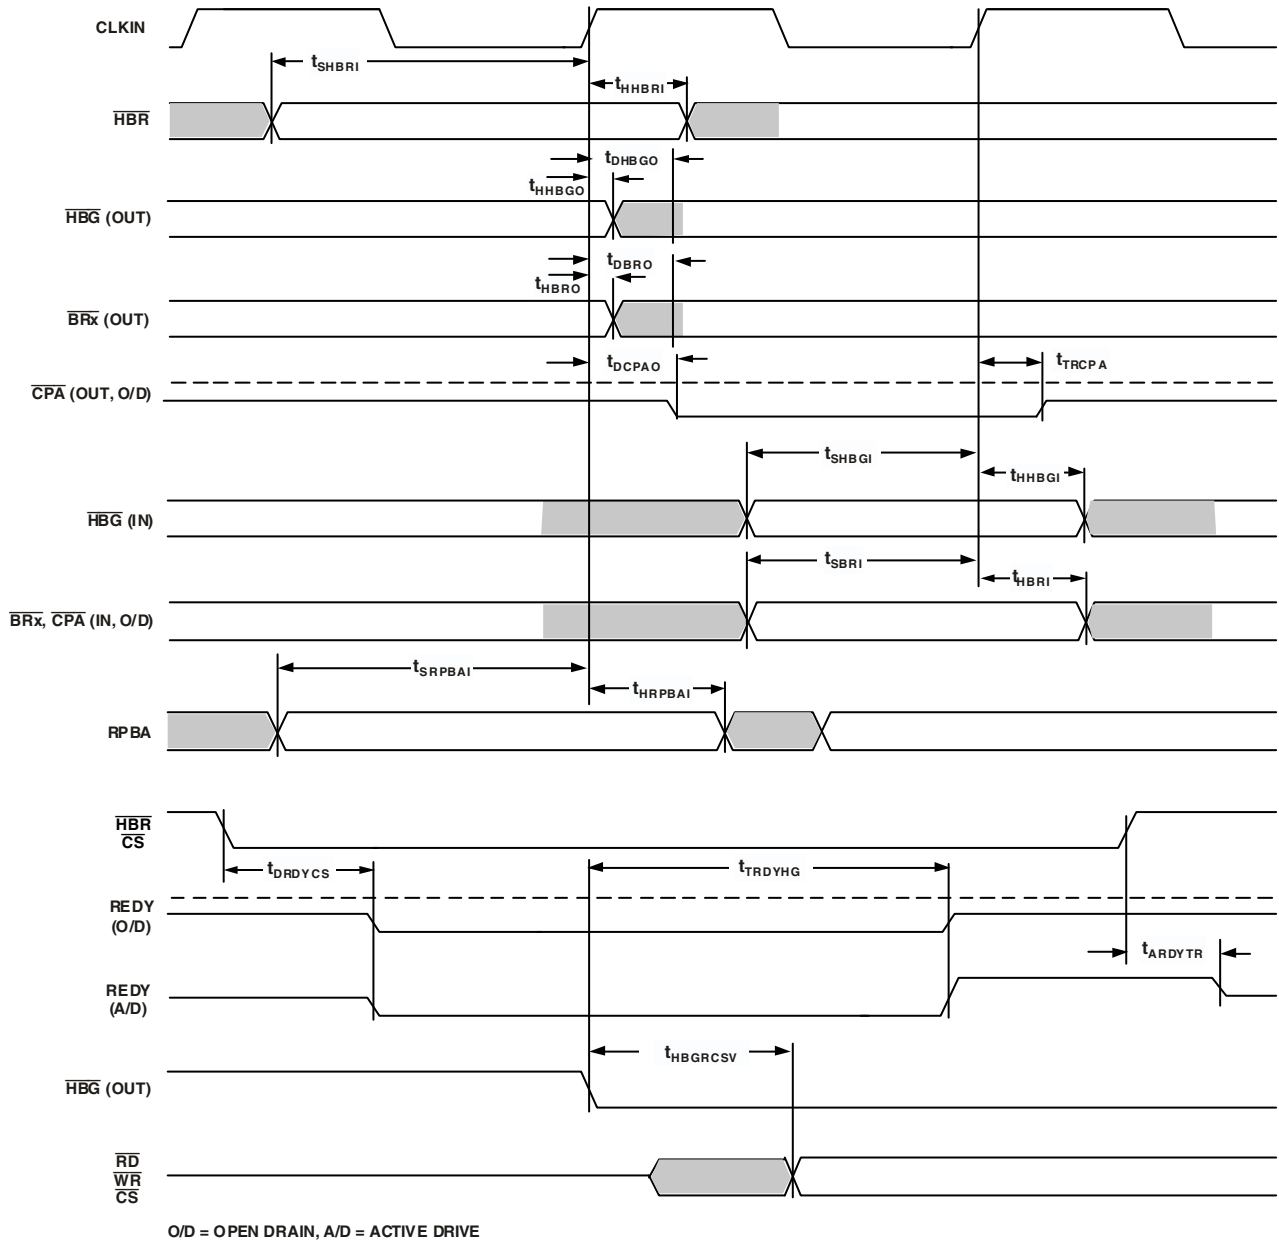 CLKIN
tSHBRI
tHHBRI
HBR
tDHBGO
tHHBGO
HBG (OUT)
tDBRO
tHBRO
BRx (OUT)
tDCPAO
tTRCPA
CPA (OUT, O/D)
tSHBGI
tHHBGI
HBG (IN)
tSBRI
tHBRI
BRx, CPA (IN, O/D)
tSRPBAI
tHRPBAI
RPBA
HBR
CS
tDRDYCS
tTRDYHG
REDY
(O/D)
tARDYTR
REDY
(A/D)
tHBGRCSV
HBG (OUT)
RD
WR
CS
O/D = OPEN DRAIN, A/D = ACTIVE DRIVE